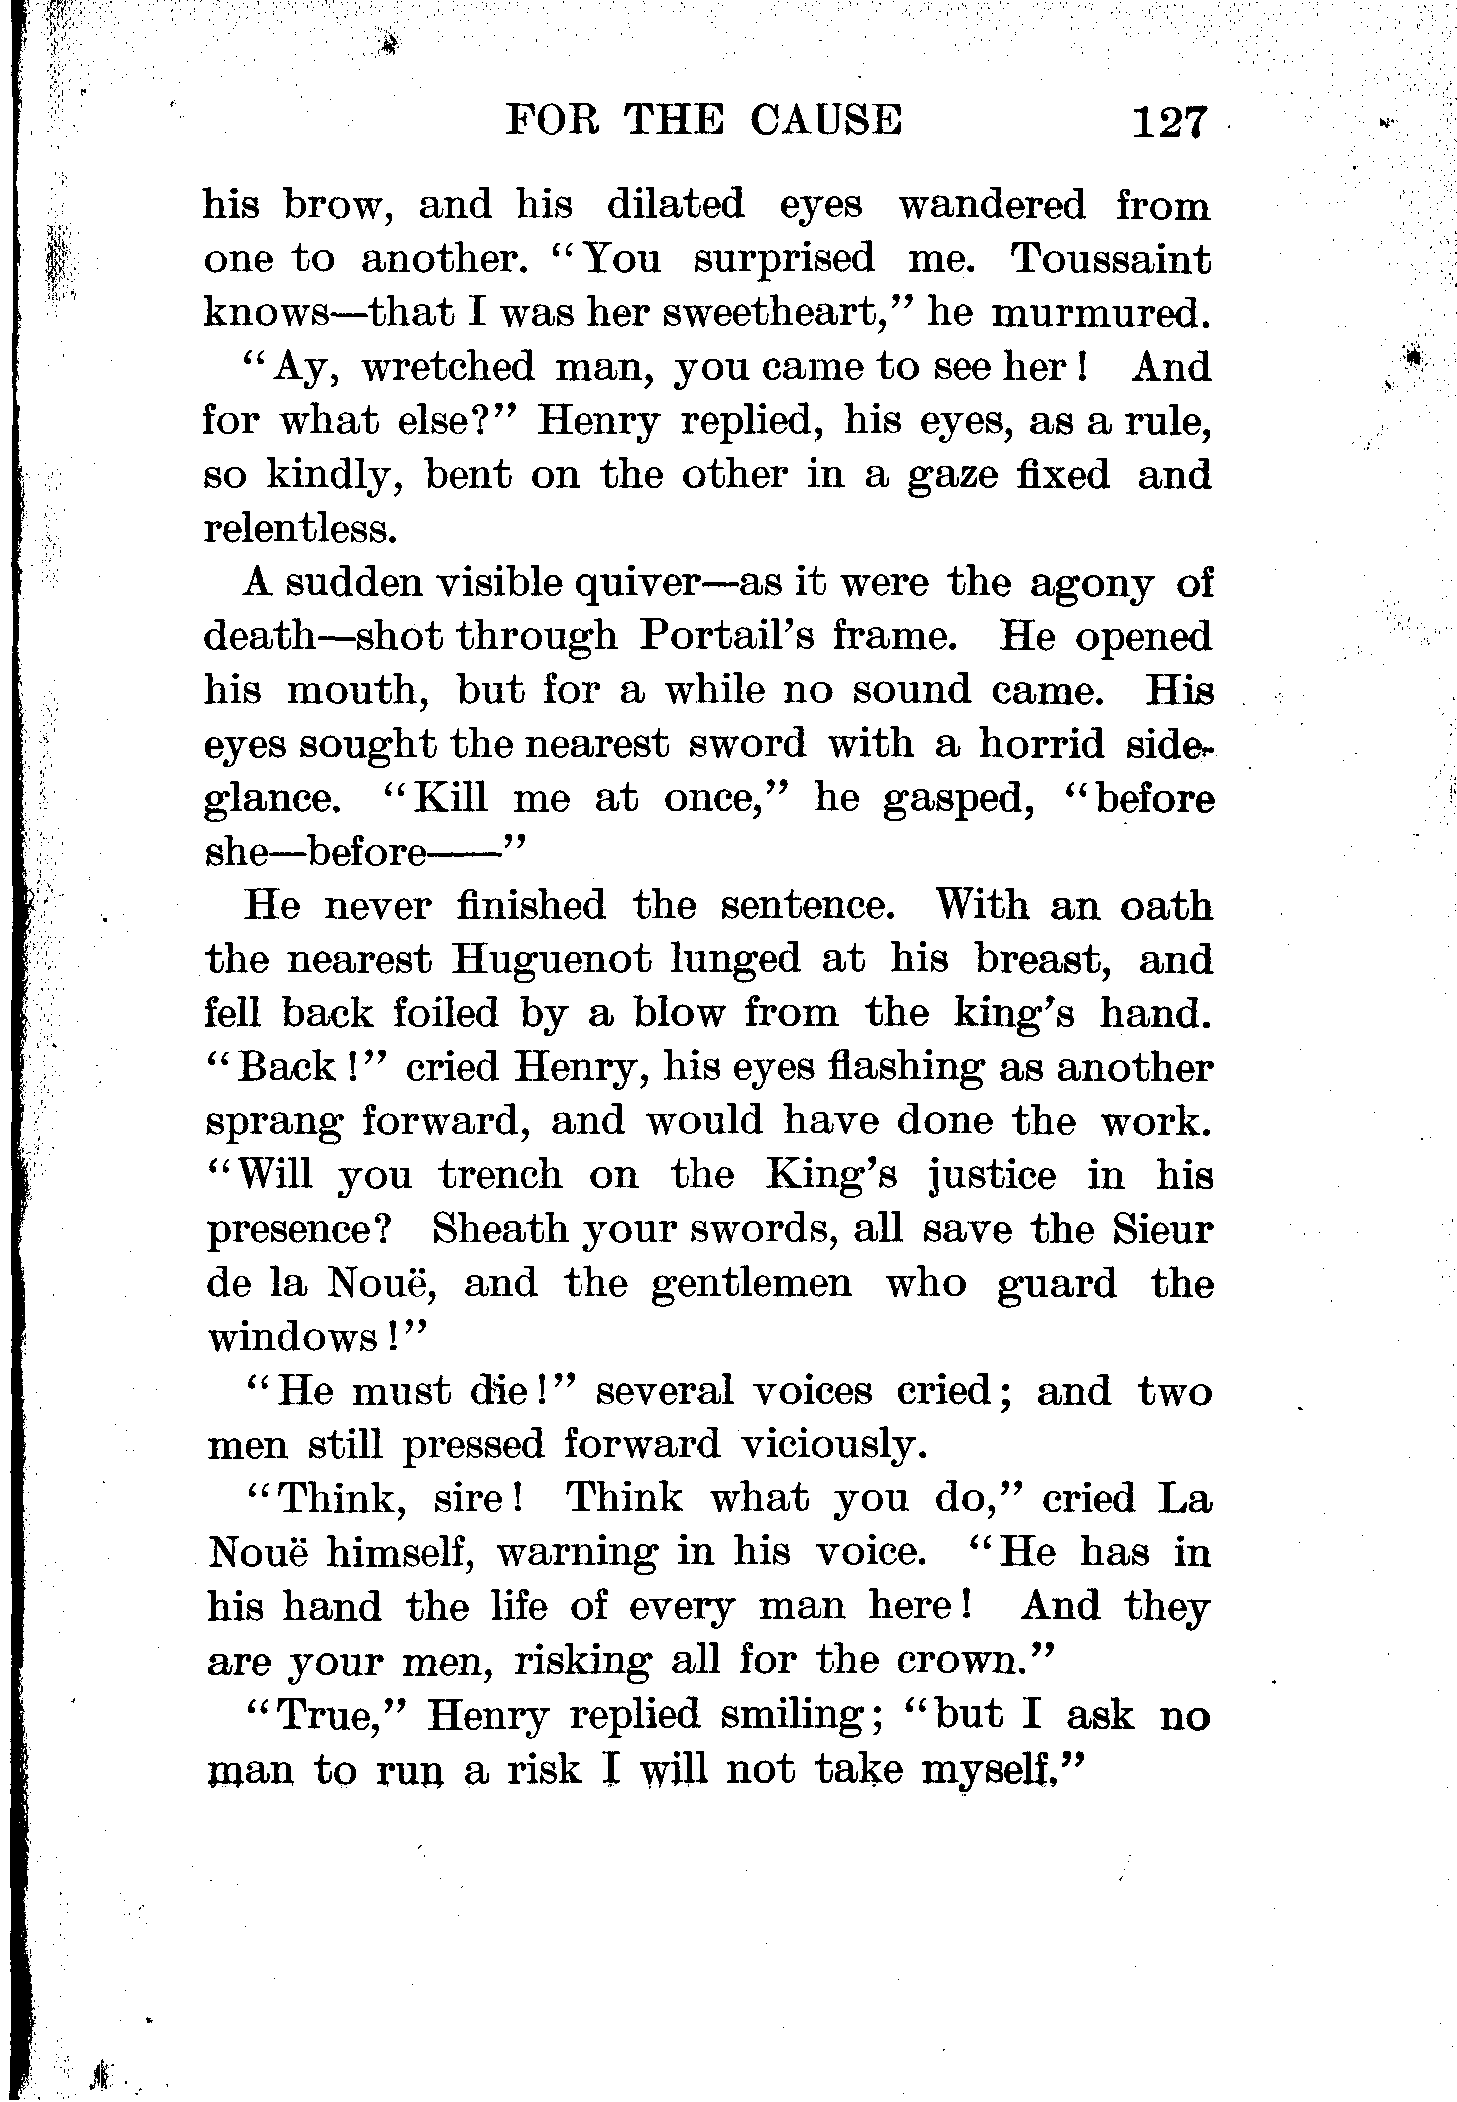 FOR THE CAUSE 127
his brow, and his dilated eyes wandered from
one to another. “You surprised me. Toussaint
knows—that I was her sweetheart,” he murmured.
“Ay, wretched man, you came to see her! And
for what else?” Henry replied, his eyes, as a rule,
so kindly, bent on the other in a gaze fixed and
relentless.
A sudden visible quiver—as it were the agony of
death—shot through Portail’s frame. He opened
his mouth, but for a while no sound came. His
eyes sought the nearest sword with a horrid side-
glance. “Kill me at once,” he gasped, “before
she—before——”
He never finished the sentence. With an oath
the nearest Huguenot lunged at his breast, and
fell back foiled by a blow from the king’s hand.
“Back!” cried Henry, his eyes flashing as another
sprang forward, and would have done the work.
“Will you trench on the King’s justice in his
presence? Sheath your swords, all save the Sieur
de la Nouë, and the gentlemen who guard the
windows!”
“He must die!” several voices cried; and two
men still pressed forward viciously.
“Think, sire! Think what you do,” cried La
Nouë himself, warning in his voice. “He has in
his hand the life of every man here! And they
are your men, risking all for the crown.”
“True,” Henry replied smiling; “but I ask no
man to run a risk I will not take myself.”